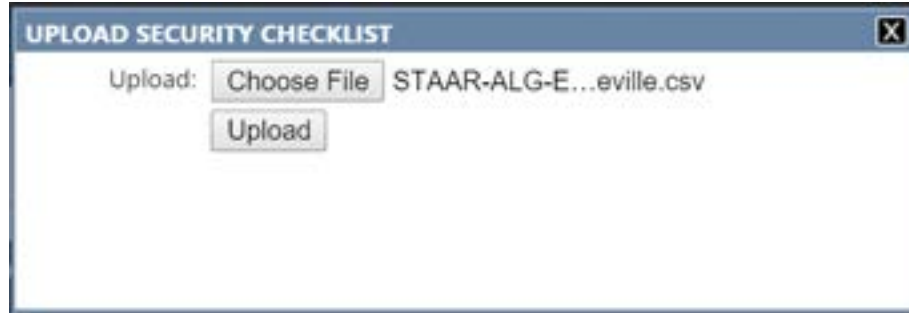 UPLOAD SECURITY CHECKLIST X
Upload: Choose File STAAR-ALG-E...eville.csv
Upload